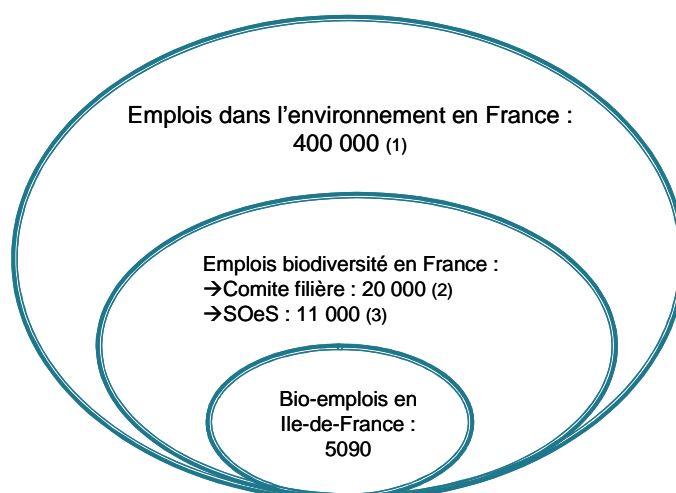 Emplois dans l'environnement en France :
400 000 (1)
Emplois biodiversité en France :
→Comite filière : 20 000 (2)
→SOeS : 11 000 (3)
Bio-emplois en
Ile-de-France :
5090